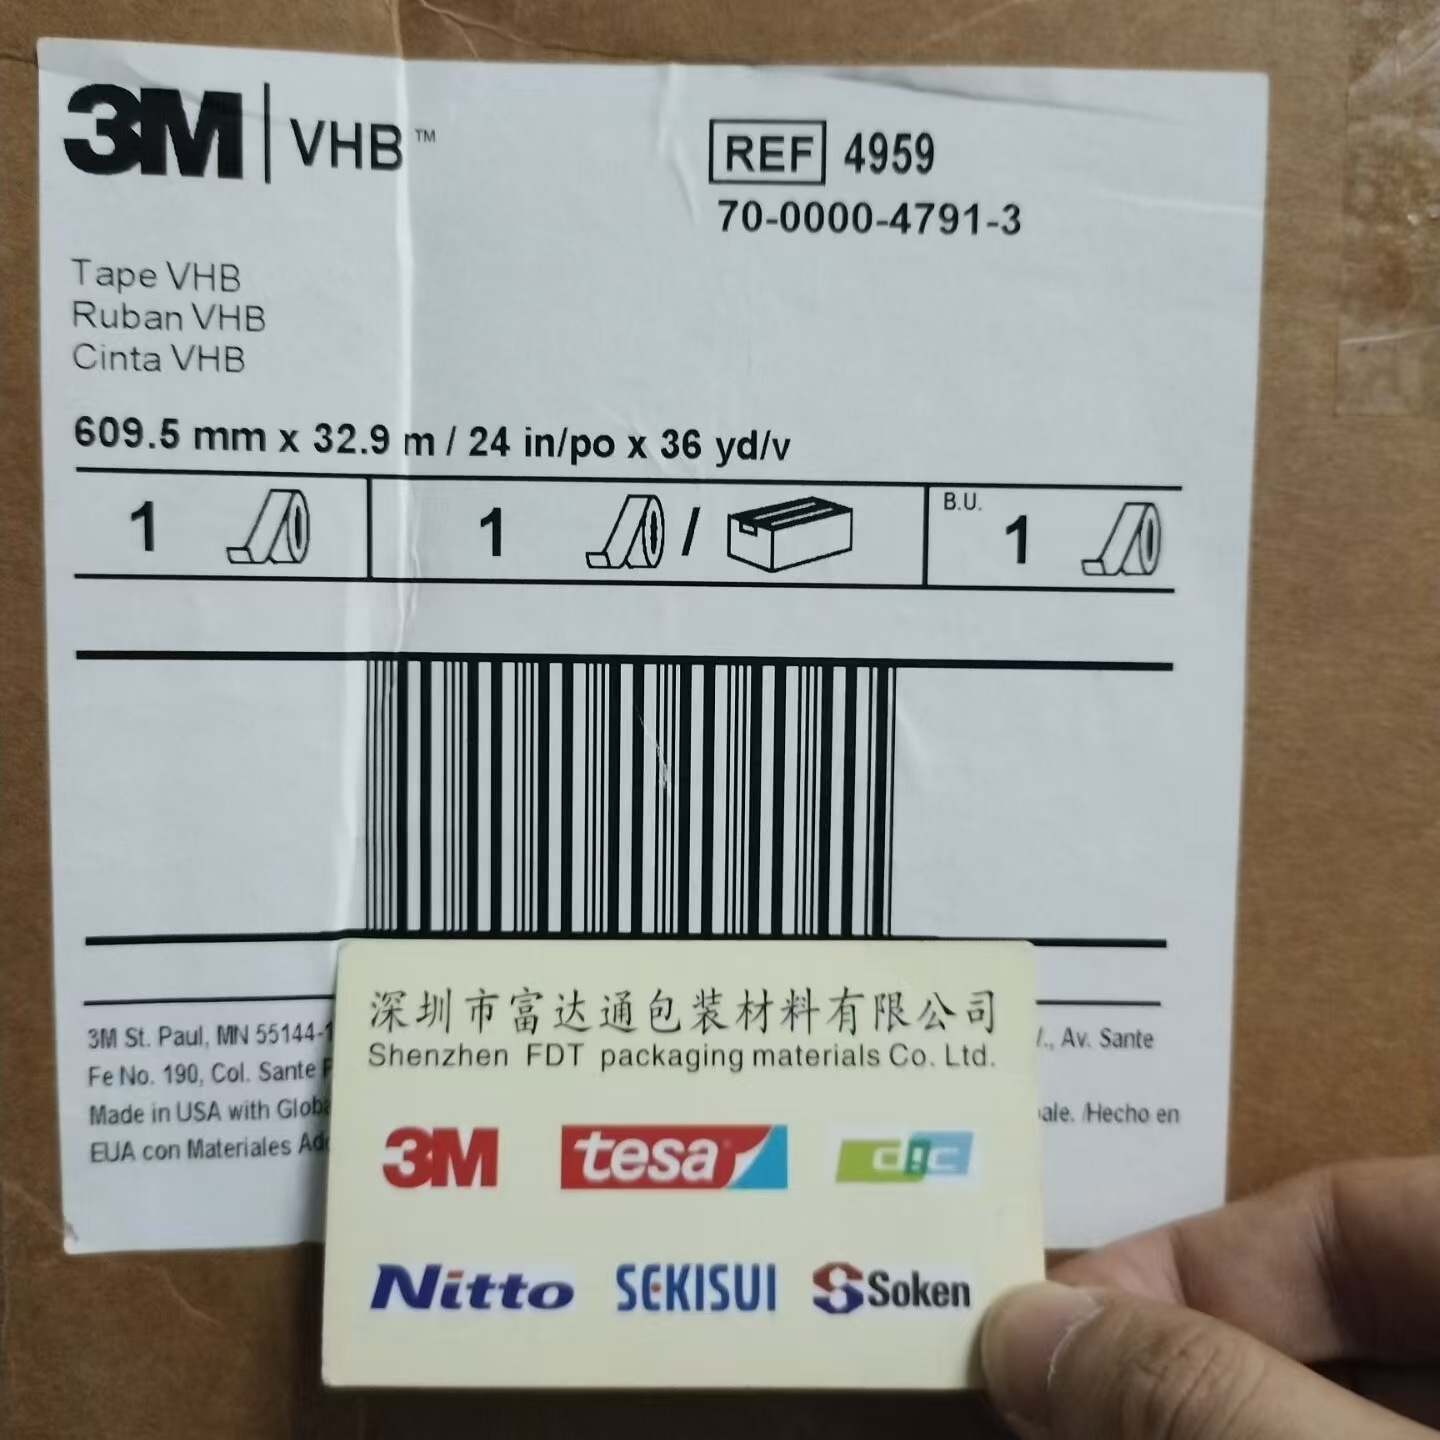 3M | VHB™
REF 4959
70-0000-4791-3
Tape VHB
Ruban VHB
Cinta VHB
609.5 mm x 32.9 m / 24 in/po x 36 yd/v
1 1 / B.U. 1
3M St. Paul, MN 55144-1 Av. Sante
Fe No. 190, Col. Sante
Made in USA with /Hecho en
EUA con Materiales
深圳市富达通包装材料有限公司
Shenzhen FDT packaging materials Co. Ltd.
3M tesa dic
Nitto SEKISUI Soken